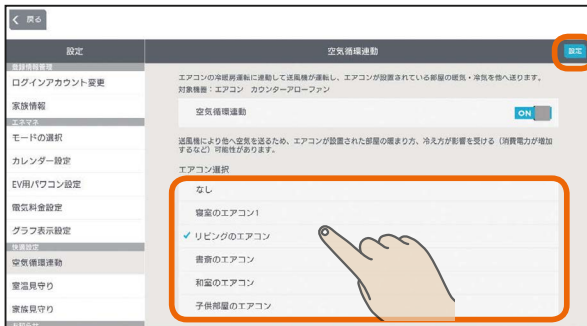 戻る
設定
空気循環連動
設定
登録情報管理
ログインアカウント変更
家族情報
エネマネ
モードの選択
カレンダー設定
EV用パワコン設定
電気料金設定
グラフ表示設定
快適設定
空気循環連動
室温見守り
家族見守り
お知らせ
エアコンの冷暖房運転に連動して送風機が運転し、エアコンが設置されている部屋の暖気・冷気を他へ送ります。
対象機器：エアコン カウンターアローファン
空気循環連動
ON
送風機により他へ空気を送るため、エアコンが設置された部屋の暖まり方、冷え方が影響を受ける（消費電力が増加
するなど）可能性があります。
エアコン選択
なし
寝室のエアコン1
リビングのエアコン
書斎のエアコン
和室のエアコン
子供部屋のエアコン